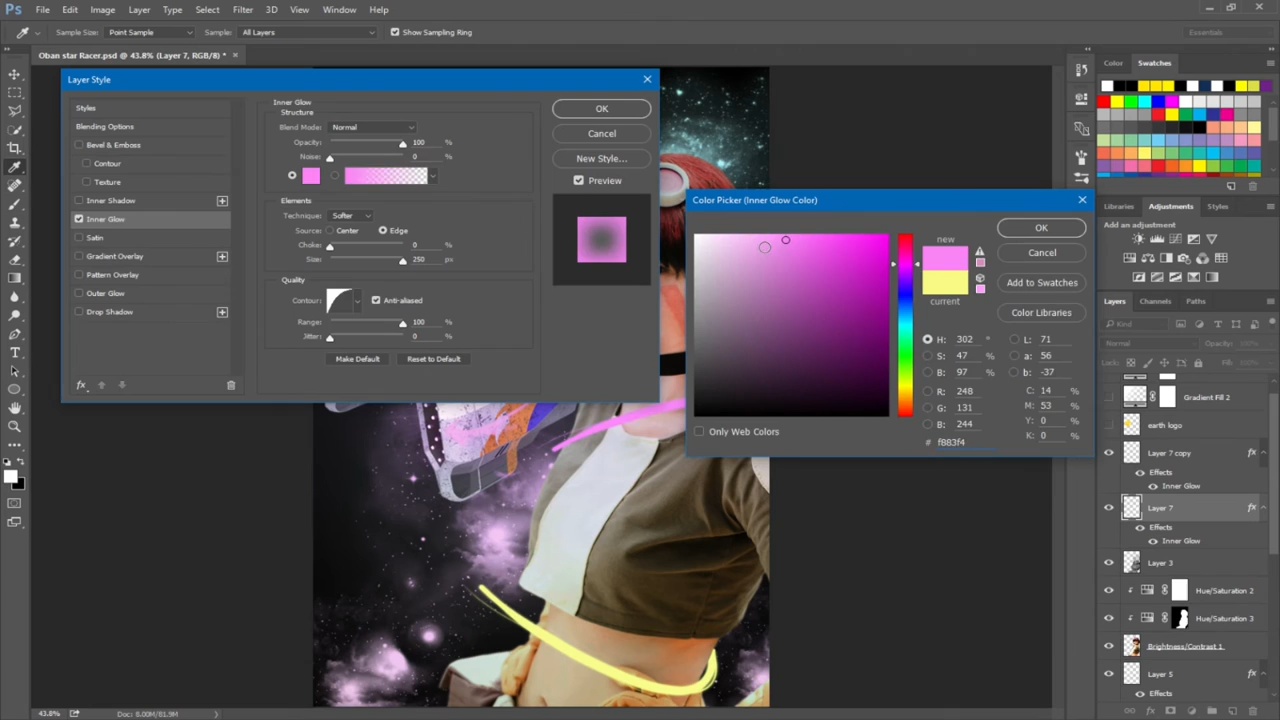 Ps File Edit Image Layer Type Select Filter 3D View Window Help
Sample Size: Point Sample Sample: All Layers Show Sampling Ring Essentials
Oban star Racer.psd @ 43.8% (Layer 7, RGB/8) * ×
Layer Style
Styles
Blending Options
Bevel & Emboss
Contour
Texture
Inner Shadow
Inner Glow
Satin
Gradient Overlay
Pattern Overlay
Outer Glow
Drop Shadow
fx
Inner Glow
Structure
Blend Mode: Normal
Opacity: 100 %
Noise: 0 %
Elements
Technique: Softer
Source: Center Edge
Choke: 0 %
Size: 250 px
Quality
Contour: Anti-aliased
Range: 100 %
Jitter: 0 %
Make Default Reset to Default
OK
Cancel
New Style...
Preview
Color Picker (Inner Glow Color)
new
current
OK
Cancel
Add to Swatches
Color Libraries
H: 302 ° L: 71
S: 47 % a: 56
B: 97 % b: -37
R: 248 C: 14 %
G: 131 M: 53 %
B: 244 Y: 0 %
K: 0 %
# f883f4
Only Web Colors
Color Swatches
Libraries Adjustments Styles
Add an adjustment
Layers Channels Paths
Kind
Normal Opacity: 100%
Lock: Fill: 100%
Gradient Fill 2
earth logo
Layer 7 copy fx
Effects
Inner Glow
Layer 7 fx
Effects
Inner Glow
Layer 3
Hue/Saturation 2
Hue/Saturation 3
Brightness/Contrast 1
Layer 5 fx
Effects
fx
43.8% Doc: 6.00M/81.9M